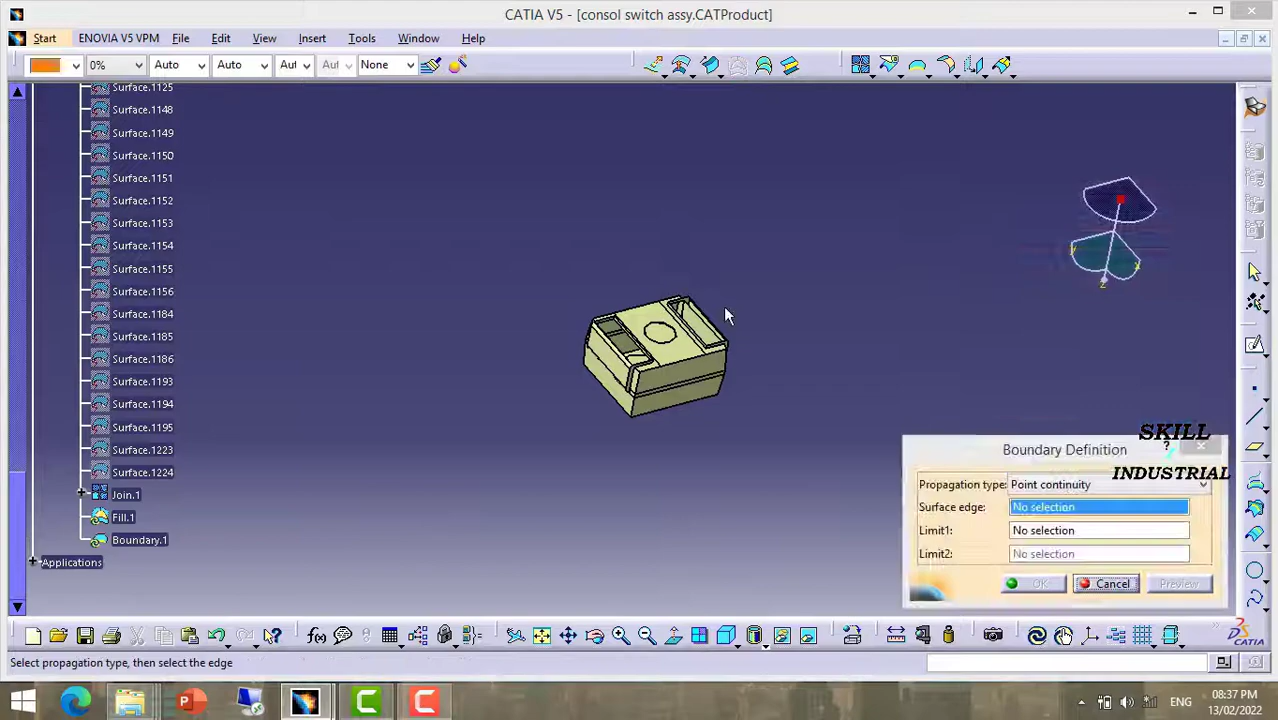 CATIA V5 - [consol switch assy.CATProduct]
Start ENOVIA V5 VPM File Edit View Insert Tools Window Help
0% Auto Auto Aut Aut None
Surface.1125
Surface.1148
Surface.1149
Surface.1150
Surface.1151
Surface.1152
Surface.1153
Surface.1154
Surface.1155
Surface.1156
Surface.1184
Surface.1185
Surface.1186
Surface.1193
Surface.1194
Surface.1195
Surface.1223
Surface.1224
Join.1
Fill.1
Boundary.1
Applications
Z
SKILL
INDUSTRIAL
Boundary Definition
?
Propagation type: Point continuity
Surface edge: No selection
Limit1: No selection
Limit2: No selection
OK Cancel Preview
f(x)
CATIA
Select propagation type, then select the edge
ENG
08:37 PM
13/02/2022